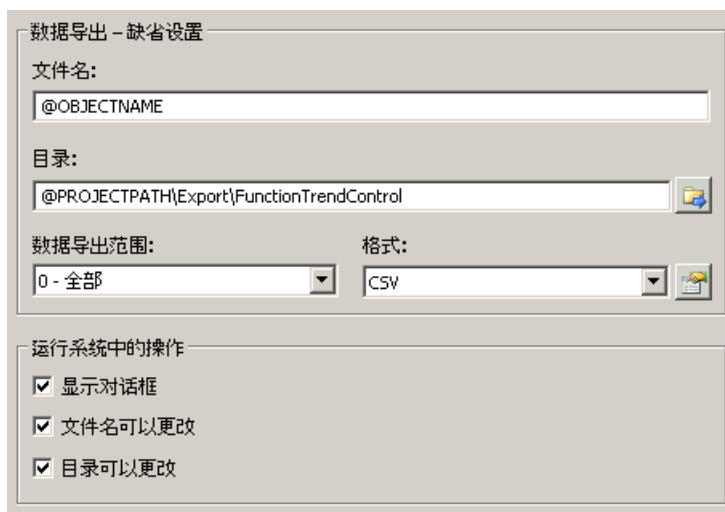 数据导出 – 缺省设置
文件名:
@OBJECTNAME
目录:
@PROJECTPATH\Export\FunctionTrendControl
数据导出范围: 格式:
0 - 全部 CSV
运行系统中的操作
显示对话框
文件名可以更改
目录可以更改